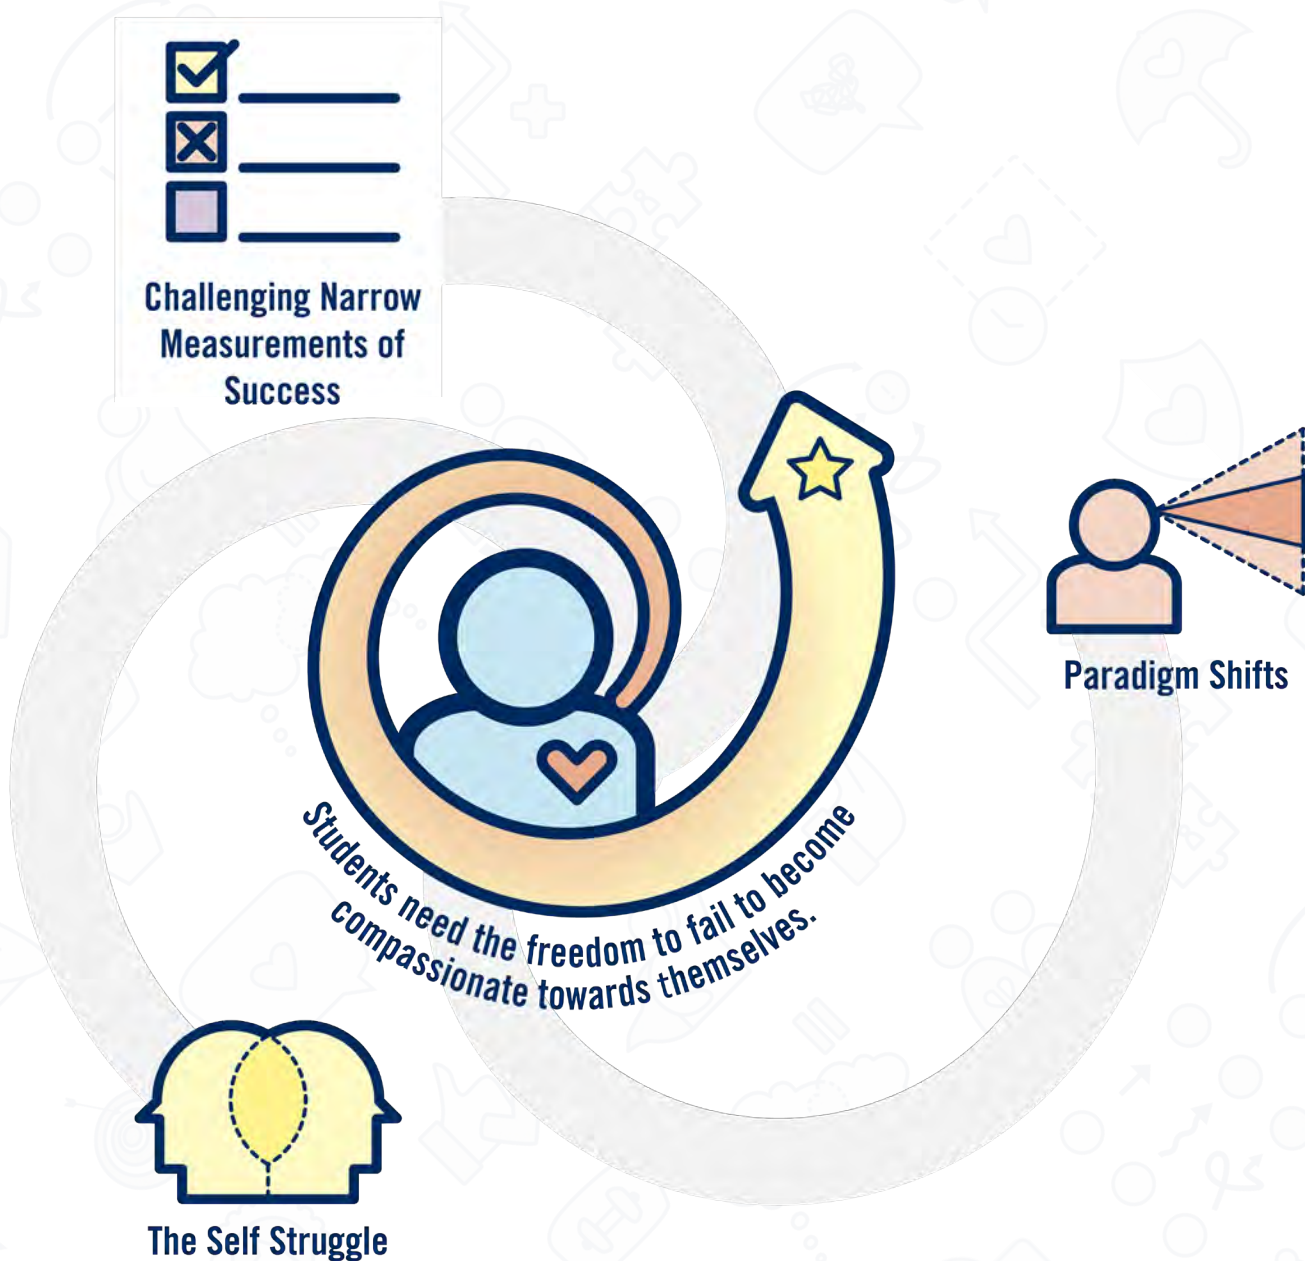 Challenging Narrow
Measurements of
Success
Paradigm Shifts
Students need the freedom to fail to become
compassionate towards themselves.
The Self Struggle